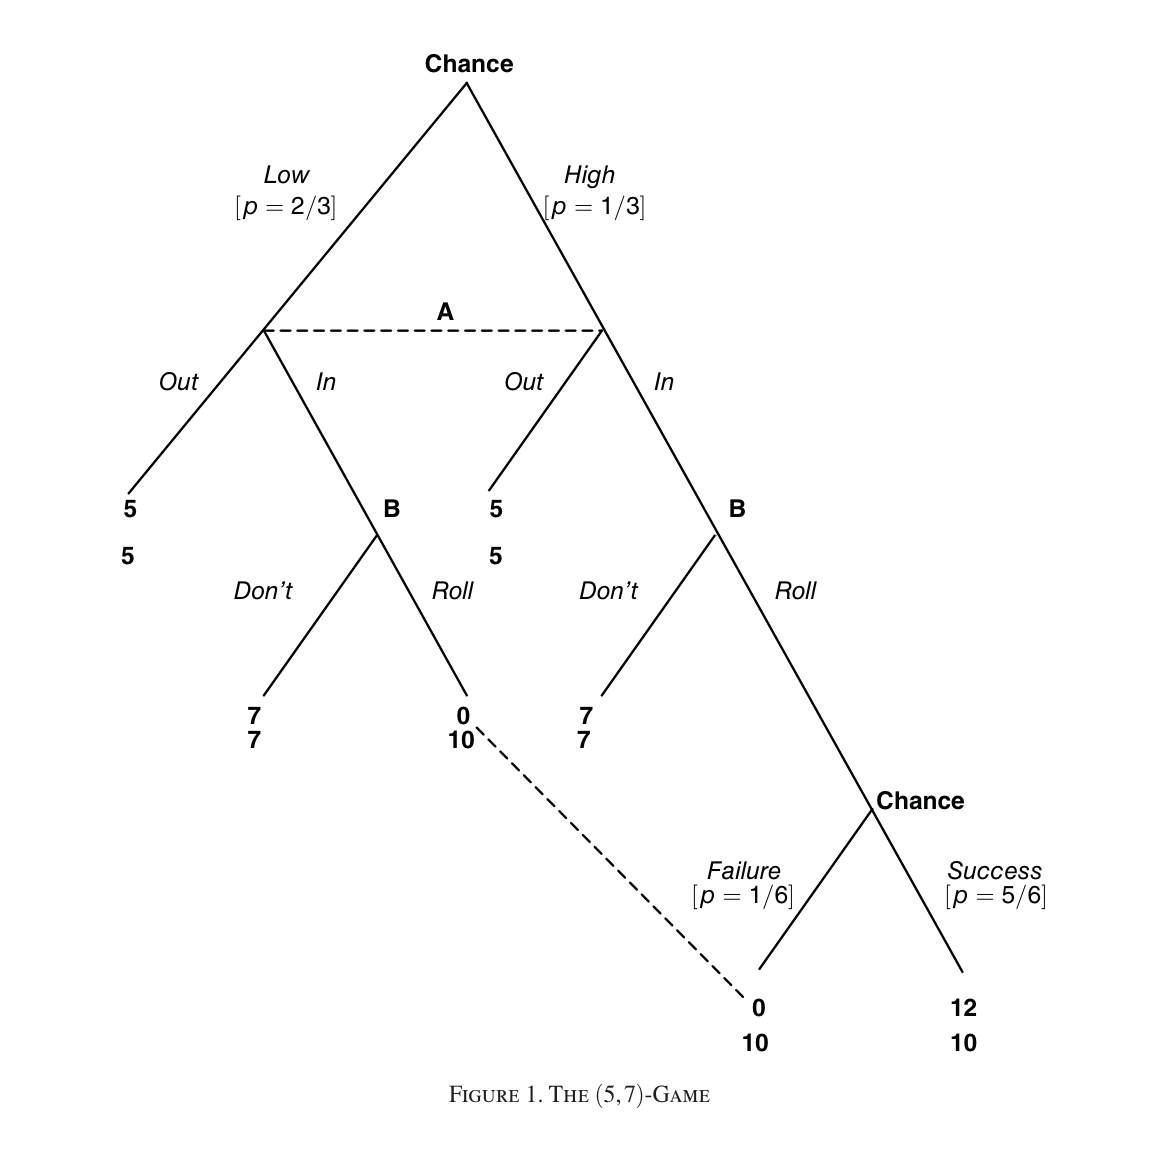 Chance
Low
[p = 2/3]
High
[p = 1/3]
A
Out
In
Out
In
5
5
B
5
5
B
Don’t
Roll
Don’t
Roll
7
7
0
10
7
7
Chance
Failure
[p = 1/6]
Success
[p = 5/6]
0
10
12
10
Figure 1. The (5,7)-Game